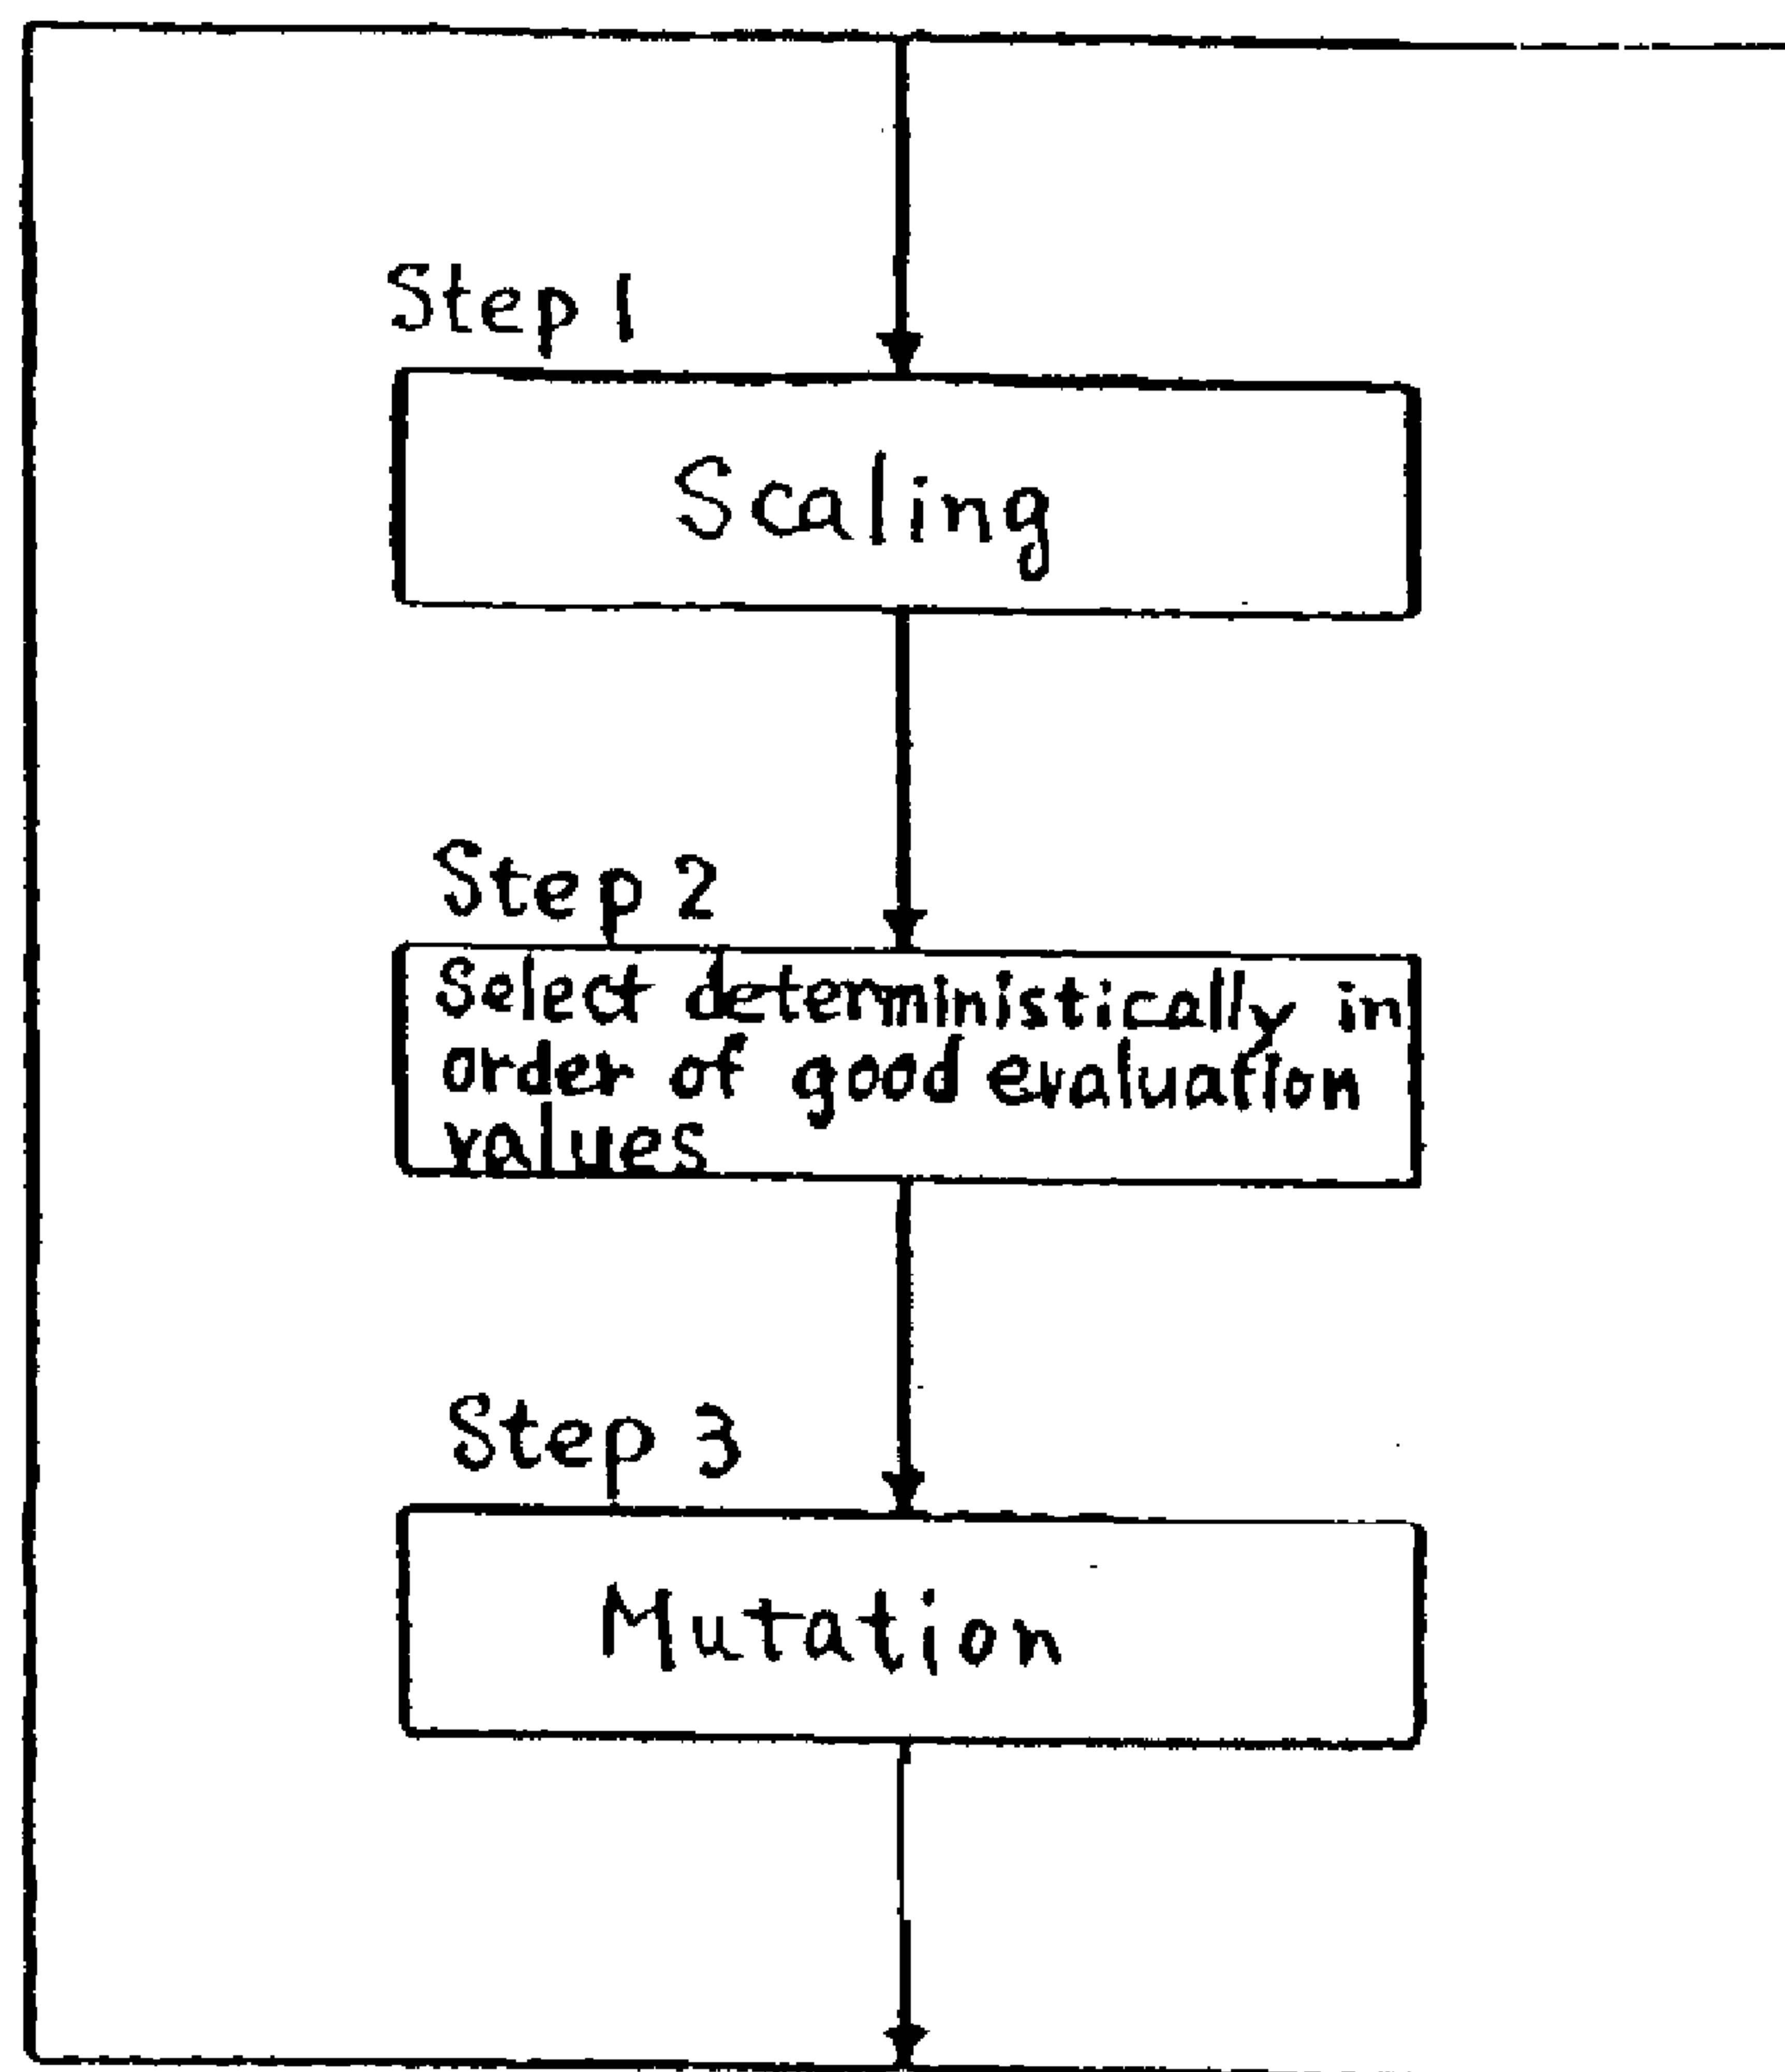 Step 1
Scaling
Step 2
Select deterministically in
order of good evaluation
values
Step 3
Mutation